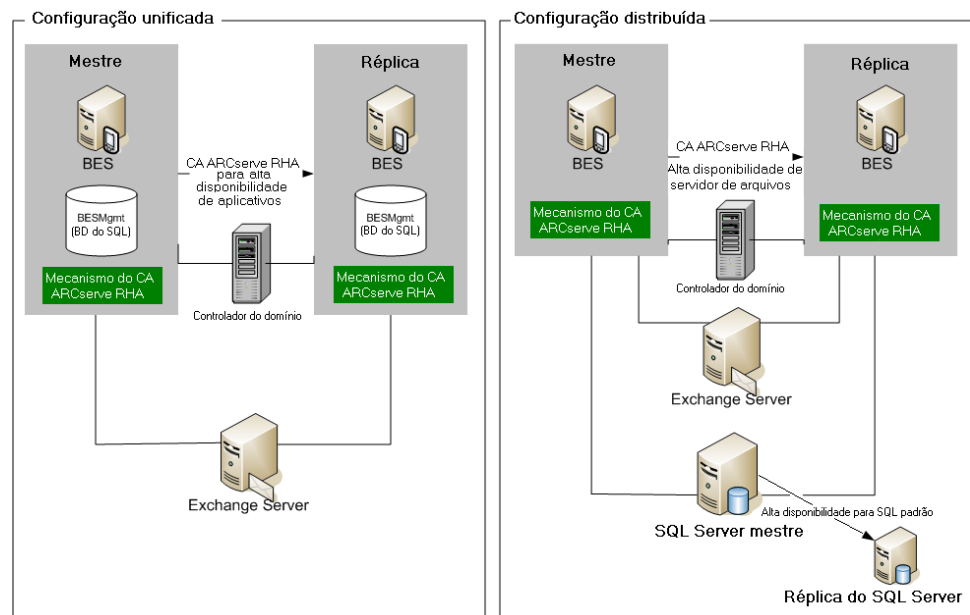 Configuração unificada
Mestre
Réplica
BES
BES
CA ARCserve RHA
para alta
disponibilidade
de aplicativos
BESMgmt
(BD do SQL)
BESMgmt
(BD do SQL)
Mecanismo do CA
ARCserve RHA
Mecanismo do CA
ARCserve RHA
Controlador do domínio
Exchange Server
Configuração distribuída
Mestre
Réplica
BES
BES
CA ARCserve RHA
Alta disponibilidade de
servidor de arquivos
Mecanismo do CA
ARCserve RHA
Mecanismo do CA
ARCserve RHA
Controlador do domínio
Exchange Server
Alta disponibilidade para SQL padrão
SQL Server mestre
Réplica do SQL Server